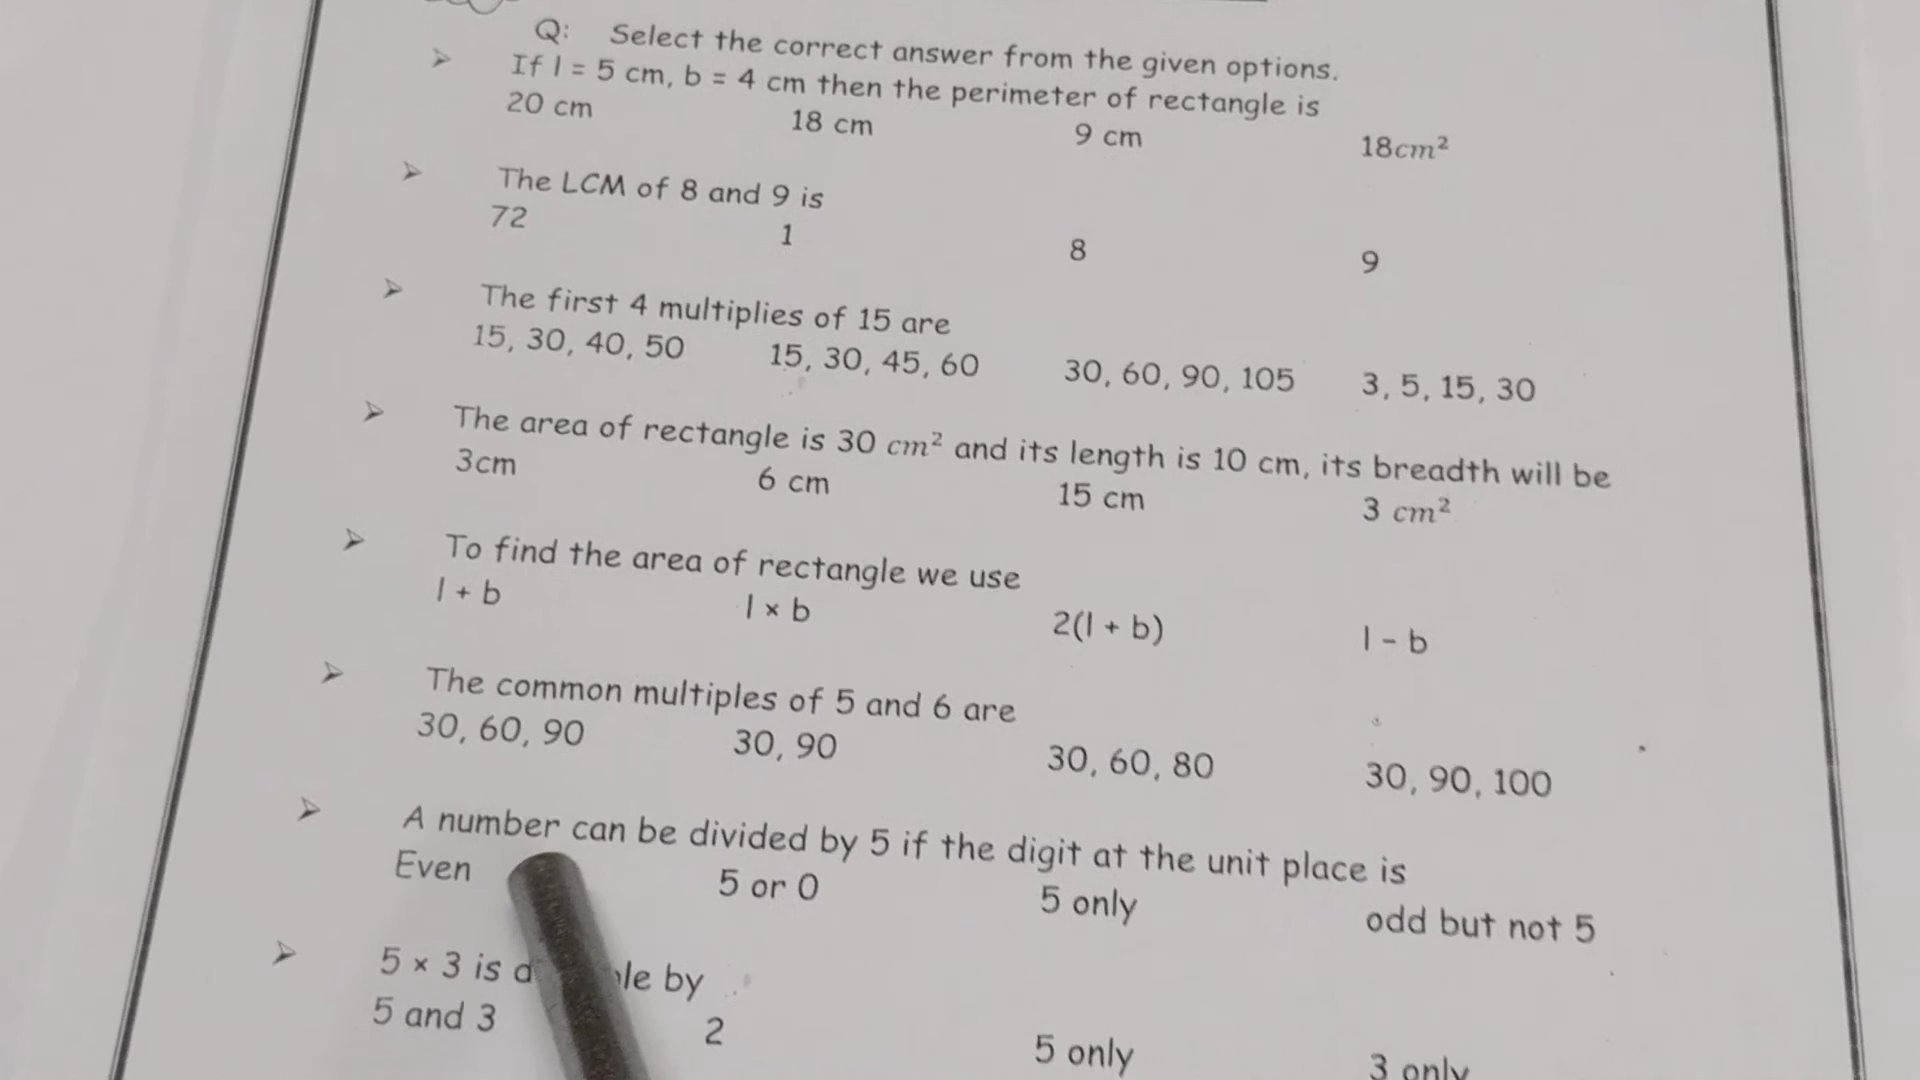 Q: Select the correct answer from the given options.
➢ If l = 5 cm, b = 4 cm then the perimeter of rectangle is
20 cm 18 cm 9 cm 18cm²
➢ The LCM of 8 and 9 is
72 1 8 9
➢ The first 4 multiplies of 15 are
15, 30, 40, 50 15, 30, 45, 60 30, 60, 90, 105 3, 5, 15, 30
➢ The area of rectangle is 30 cm² and its length is 10 cm, its breadth will be
3cm 6 cm 15 cm 3 cm²
➢ To find the area of rectangle we use
l + b l × b 2(l + b) l - b
➢ The common multiples of 5 and 6 are
30, 60, 90 30, 90 30, 60, 80 30, 90, 100
➢ A number can be divided by 5 if the digit at the unit place is
Even 5 or 0 5 only odd but not 5
➢ 5 × 3 is by
5 and 3 2 5 only 3 only